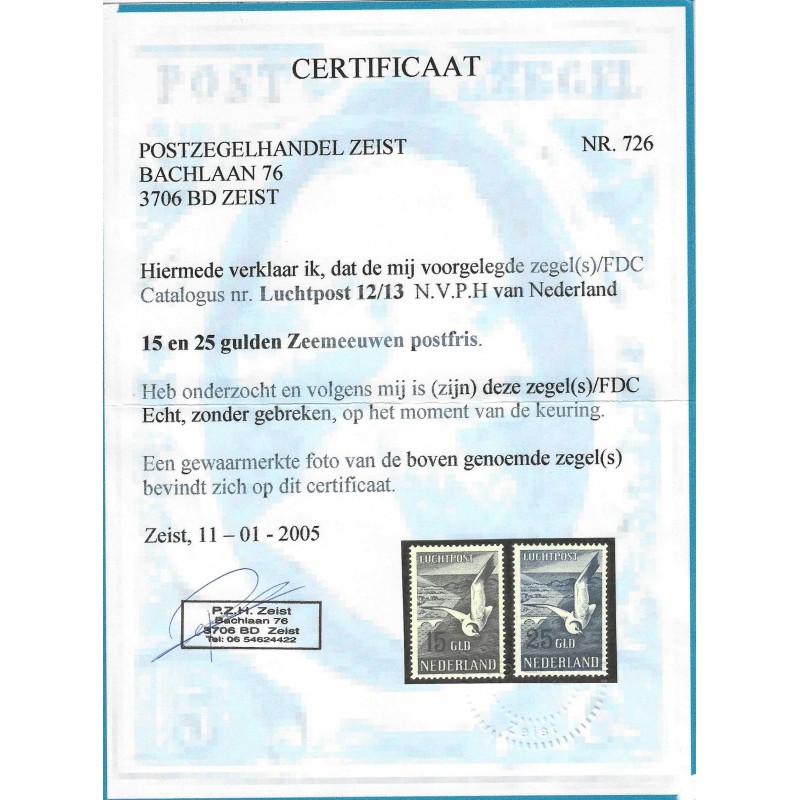 POST ZEGEL
CERTIFICAAT
POSTZEGELHANDEL ZEIST NR. 726
BACHLAAN 76
3706 BD ZEIST
Hiermede verklaar ik, dat de mij voorgelegde zegel(s)/FDC
Catalogus nr. Luchtpost 12/13 N.V.P.H van Nederland
15 en 25 gulden Zeemeeuwen postfris.
Heb onderzocht en volgens mij is (zijn) deze zegel(s)/FDC
Echt, zonder gebreken, op het moment van de keuring.
Een gewaarmerkte foto van de boven genoemde zegel(s)
bevindt zich op dit certificaat.
Zeist, 11 – 01 - 2005
P.Z.H. Zeist
Bachlaan 76
3706 BD Zeist
Tel: 06 54624422
LUCHTPOST
15 GLD
NEDERLAND
LUCHTPOST
25 GLD
NEDERLAND
Zeist